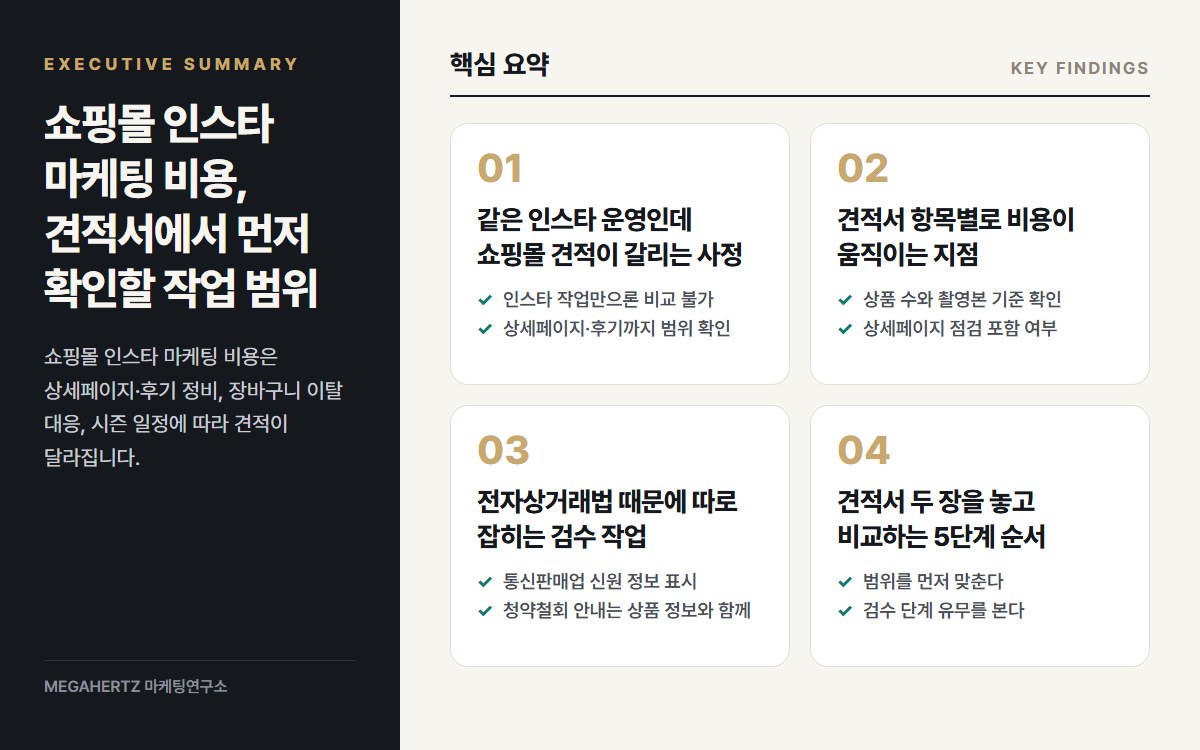 EXECUTIVE SUMMARY
쇼핑몰 인스타
마케팅 비용,
견적서에서 먼저
확인할 작업 범위
쇼핑몰 인스타 마케팅 비용은
상세페이지·후기 정비, 장바구니 이탈
대응, 시즌 일정에 따라 견적이
달라집니다.
MEGAHERTZ 마케팅연구소
핵심 요약
KEY FINDINGS
01
같은 인스타 운영인데
쇼핑몰 견적이 갈리는 사정
인스타 작업만으론 비교 불가
상세페이지·후기까지 범위 확인
02
견적서 항목별로 비용이
움직이는 지점
상품 수와 촬영본 기준 확인
상세페이지 점검 포함 여부
03
전자상거래법 때문에 따로
잡히는 검수 작업
통신판매업 신원 정보 표시
청약철회 안내는 상품 정보와 함께
04
견적서 두 장을 놓고
비교하는 5단계 순서
범위를 먼저 맞춘다
검수 단계 유무를 본다